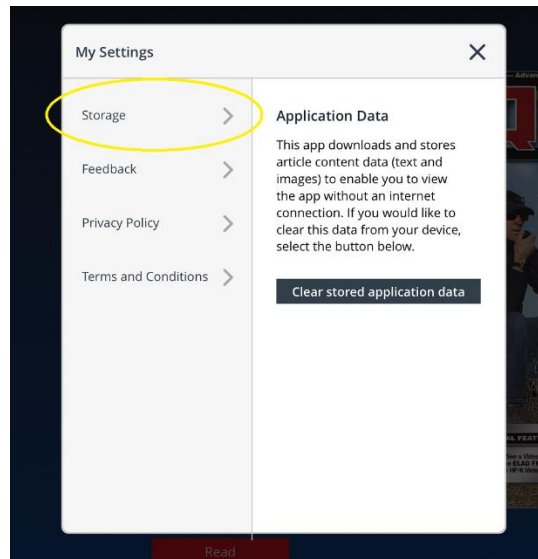 My Settings
Storage
Feedback
Privacy Policy
Terms and Conditions
Application Data
This app downloads and stores
article content data (text and
images) to enable you to view
the app without an internet
connection. If you would like to
clear this data from your device,
select the button below.
Clear stored application data
Read